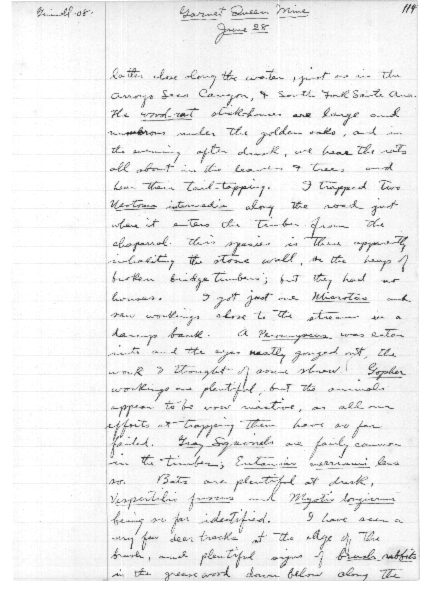 Grinnell-08.
Garnet Queen Mine
119
June 28
latter close along the water, just as in the
Arroyo Seco Canyon, & South Fork Santa Ana.
The wood-rat stickhouses are large and
numerous under the golden oaks, and in
the evening after dusk, we hear the rats
all about in the leaves & trees and
hear their tail-tapping. I trapped two
Neotoma intermedia along the road just
where it enters the timber from the
chaparral. This species is there apparently
inhabiting the stone wall, or the heap of
broken bridge timbers; but they had no
houses. I got just one Microtus and
saw workings close to the stream in a
damp bank. A Peromyscus was eaten
into and the eyes neatly gouged out, the
work I thought of some shrew. Gopher
workings are plentiful, but the animals
appear to be now inactive, as all our
efforts at trapping them have so far
failed. Gray Squirrels are fairly common
in the timber; Eutamias merriami less
so. Bats are plentiful at dusk,
Vespertilio fuscus and Myotis
being so far identified. I have seen a
very few deer tracks at the edge of the
brush, and plentiful signs of brush rabbits
in the greasewood down below along the